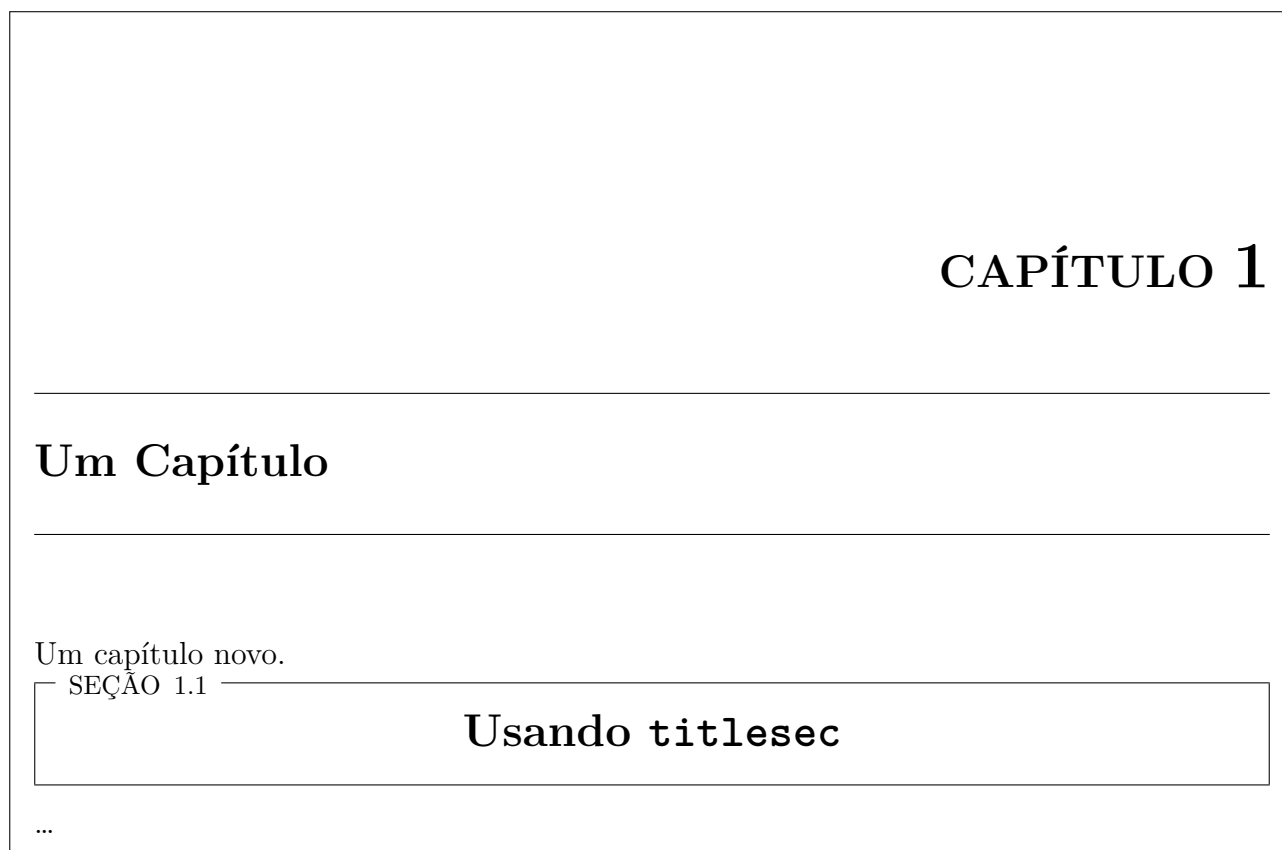 CAPÍTULO 1
Um Capítulo
Um capítulo novo.
SEÇÃO 1.1
Usando titlesec
...